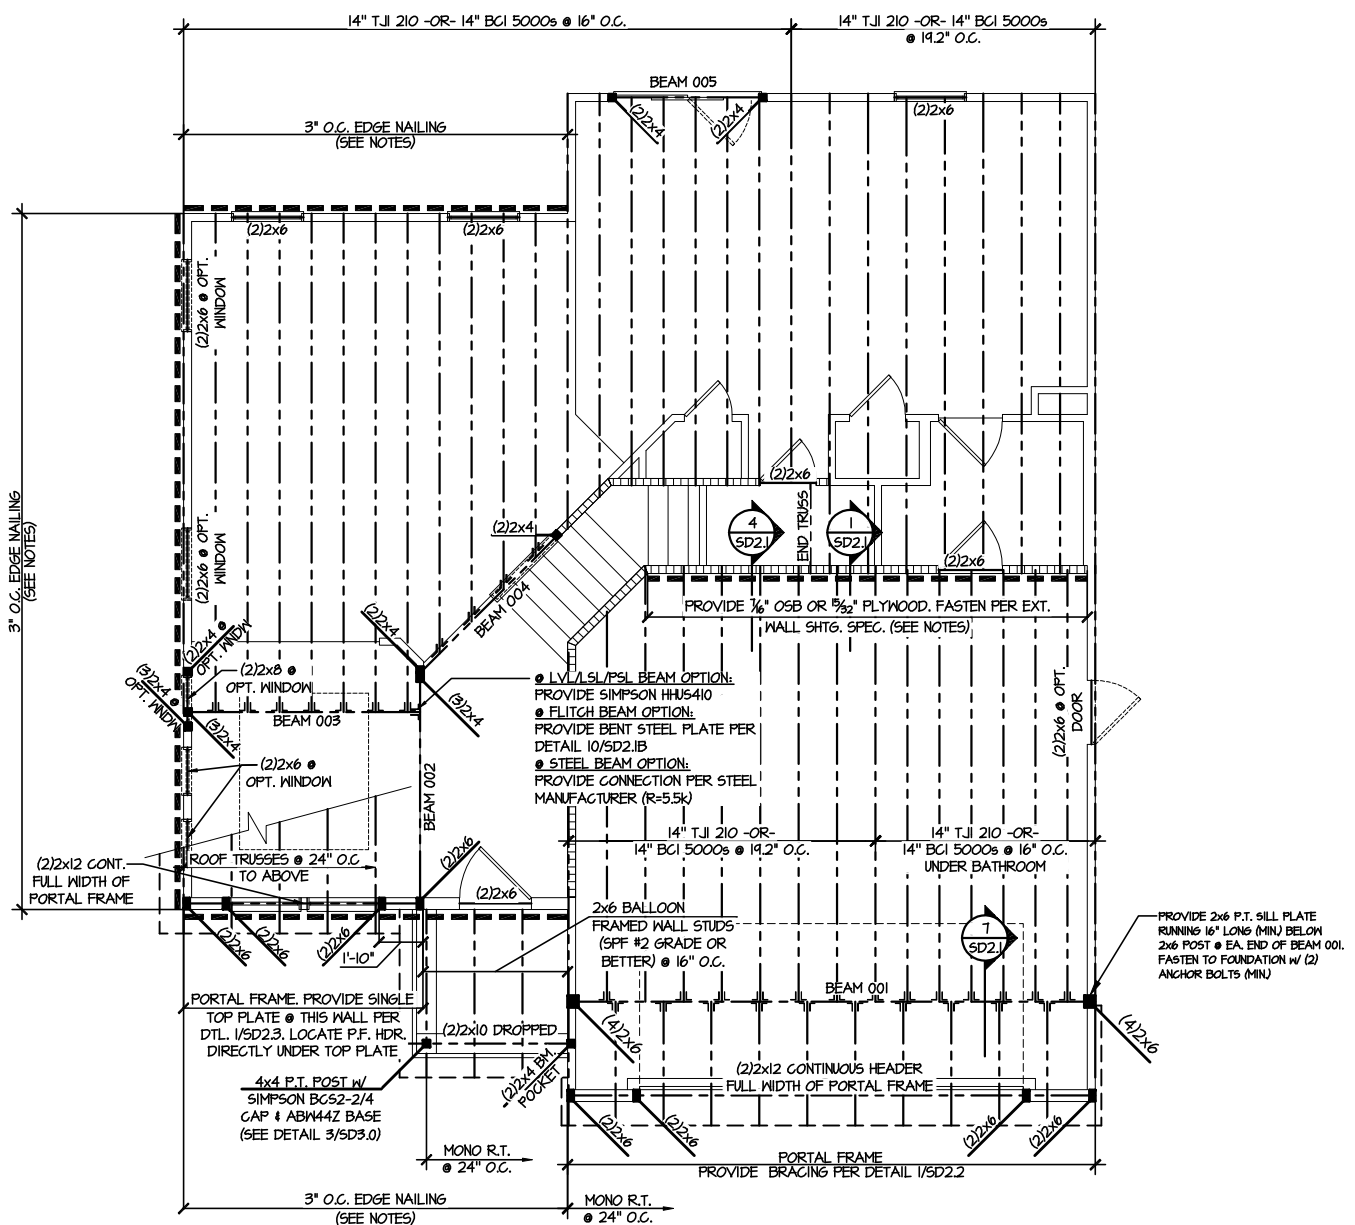 14" TJI 210 -OR- 14" BCI 5000s @ 16" O.C.
14" TJI 210 -OR- 14" BCI 5000s
@ 19.2" O.C.
BEAM 005
(2)2x4
(2)2x4
(2)2x6
3" O.C. EDGE NAILING
(SEE NOTES)
(2)2x6
(2)2x6
(2)2x6 @ OPT.
WINDOW
3" O.C. EDGE NAILING
(SEE NOTES)
(2)2x6 @ OPT.
WINDOW
(2)2x4
BEAM 004
(2)2x6
END TRUSS
4
SD2.1
1
SD2.1
(2)2x6
PROVIDE 7/16" OSB OR 15/32" PLYWOOD. FASTEN PER EXT.
WALL SHTG. SPEC. (SEE NOTES)
(2)2x4
(2)2x4 @
OPT. WNDW
(3)2x4 @
OPT. WNDW
(2)2x8 @
OPT. WINDOW
BEAM 003
(3)2x4
(3)2x4
@ LVL/LSL/PSL BEAM OPTION:
PROVIDE SIMPSON HHUS410
@ FLITCH BEAM OPTION:
PROVIDE BENT STEEL PLATE PER
DETAIL 10/SD2.1B
@ STEEL BEAM OPTION:
PROVIDE CONNECTION PER STEEL
MANUFACTURER (R=5.5k)
(2)2x6 @ OPT.
DOOR
(2)2x6 @
OPT. WINDOW
BEAM 002
14" TJI 210 -OR-
14" BCI 5000s @ 19.2" O.C.
14" TJI 210 -OR-
14" BCI 5000s @ 16" O.C.
UNDER BATHROOM
(2)2x12 CONT.
FULL WIDTH OF
PORTAL FRAME
ROOF TRUSSES @ 24" O.C.
TO ABOVE
(2)2x6
(2)2x6
2x6 BALLOON
FRAMED WALL STUDS
(SPF #2 GRADE OR
BETTER) @ 16" O.C.
7
SD2.1
PROVIDE 2x6 P.T. SILL PLATE
RUNNING 16" LONG (MIN.) BELOW
2x6 POST @ EA. END OF BEAM 001.
FASTEN TO FOUNDATION W/ (2)
ANCHOR BOLTS (MIN.)
(2)2x6
(2)2x6
(2)2x6
1'-10"
BEAM 001
PORTAL FRAME. PROVIDE SINGLE
TOP PLATE @ THIS WALL PER
DTL. 1/SD2.3. LOCATE P.F. HDR.
DIRECTLY UNDER TOP PLATE.
(2)2x10 DROPPED
(4)2x6
(4)2x6
(2)2x4 BM.
POCKET
4x4 P.T. POST W/
SIMPSON BCS2-2/4
CAP & ABW44Z BASE
(SEE DETAIL 3/SD3.0)
(2)2x12 CONTINUOUS HEADER
FULL WIDTH OF PORTAL FRAME
(2)2x6
(2)2x6
(2)2x6
(2)2x6
MONO R.T.
@ 24" O.C.
PORTAL FRAME
PROVIDE BRACING PER DETAIL 1/SD2.2
3" O.C. EDGE NAILING
(SEE NOTES)
MONO R.T.
@ 24" O.C.